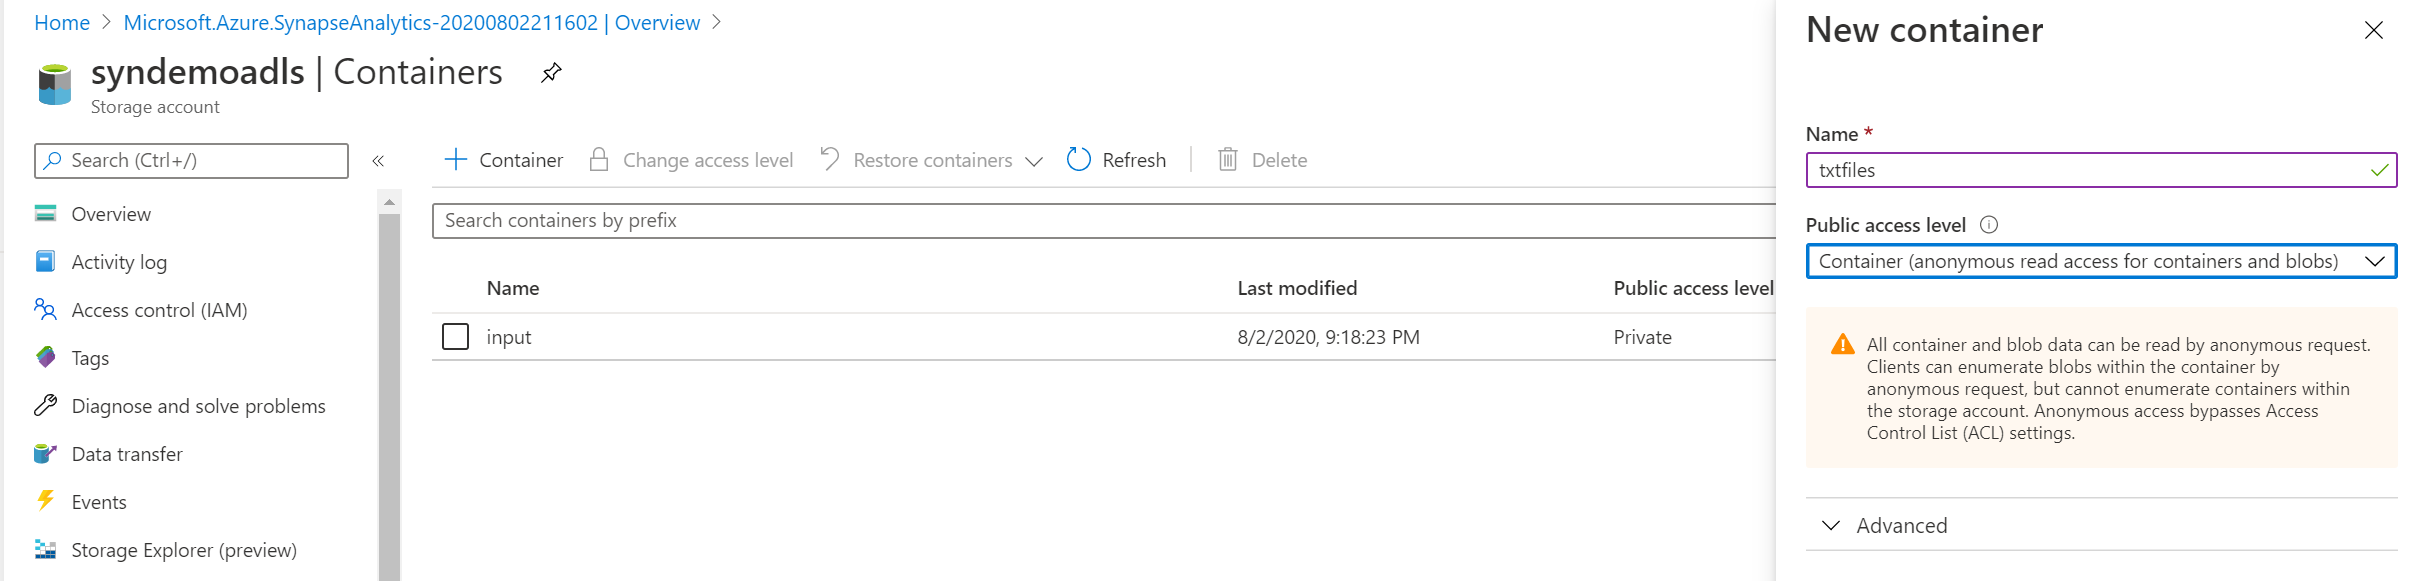 Home > Microsoft.Azure.SynapseAnalytics-20200802211602 | Overview >
syndemoadls | Containers
Storage account
Search (Ctrl+/)
«
Overview
Activity log
Access control (IAM)
Tags
Diagnose and solve problems
Data transfer
Events
Storage Explorer (preview)
+ Container Change access level Restore containers Refresh Delete
Search containers by prefix
Name Last modified Public access level
input 8/2/2020, 9:18:23 PM Private
New container
Name *
txtfiles
Public access level
Container (anonymous read access for containers and blobs)
All container and blob data can be read by anonymous request.
Clients can enumerate blobs within the container by
anonymous request, but cannot enumerate containers within
the storage account. Anonymous access bypasses Access
Control List (ACL) settings.
Advanced